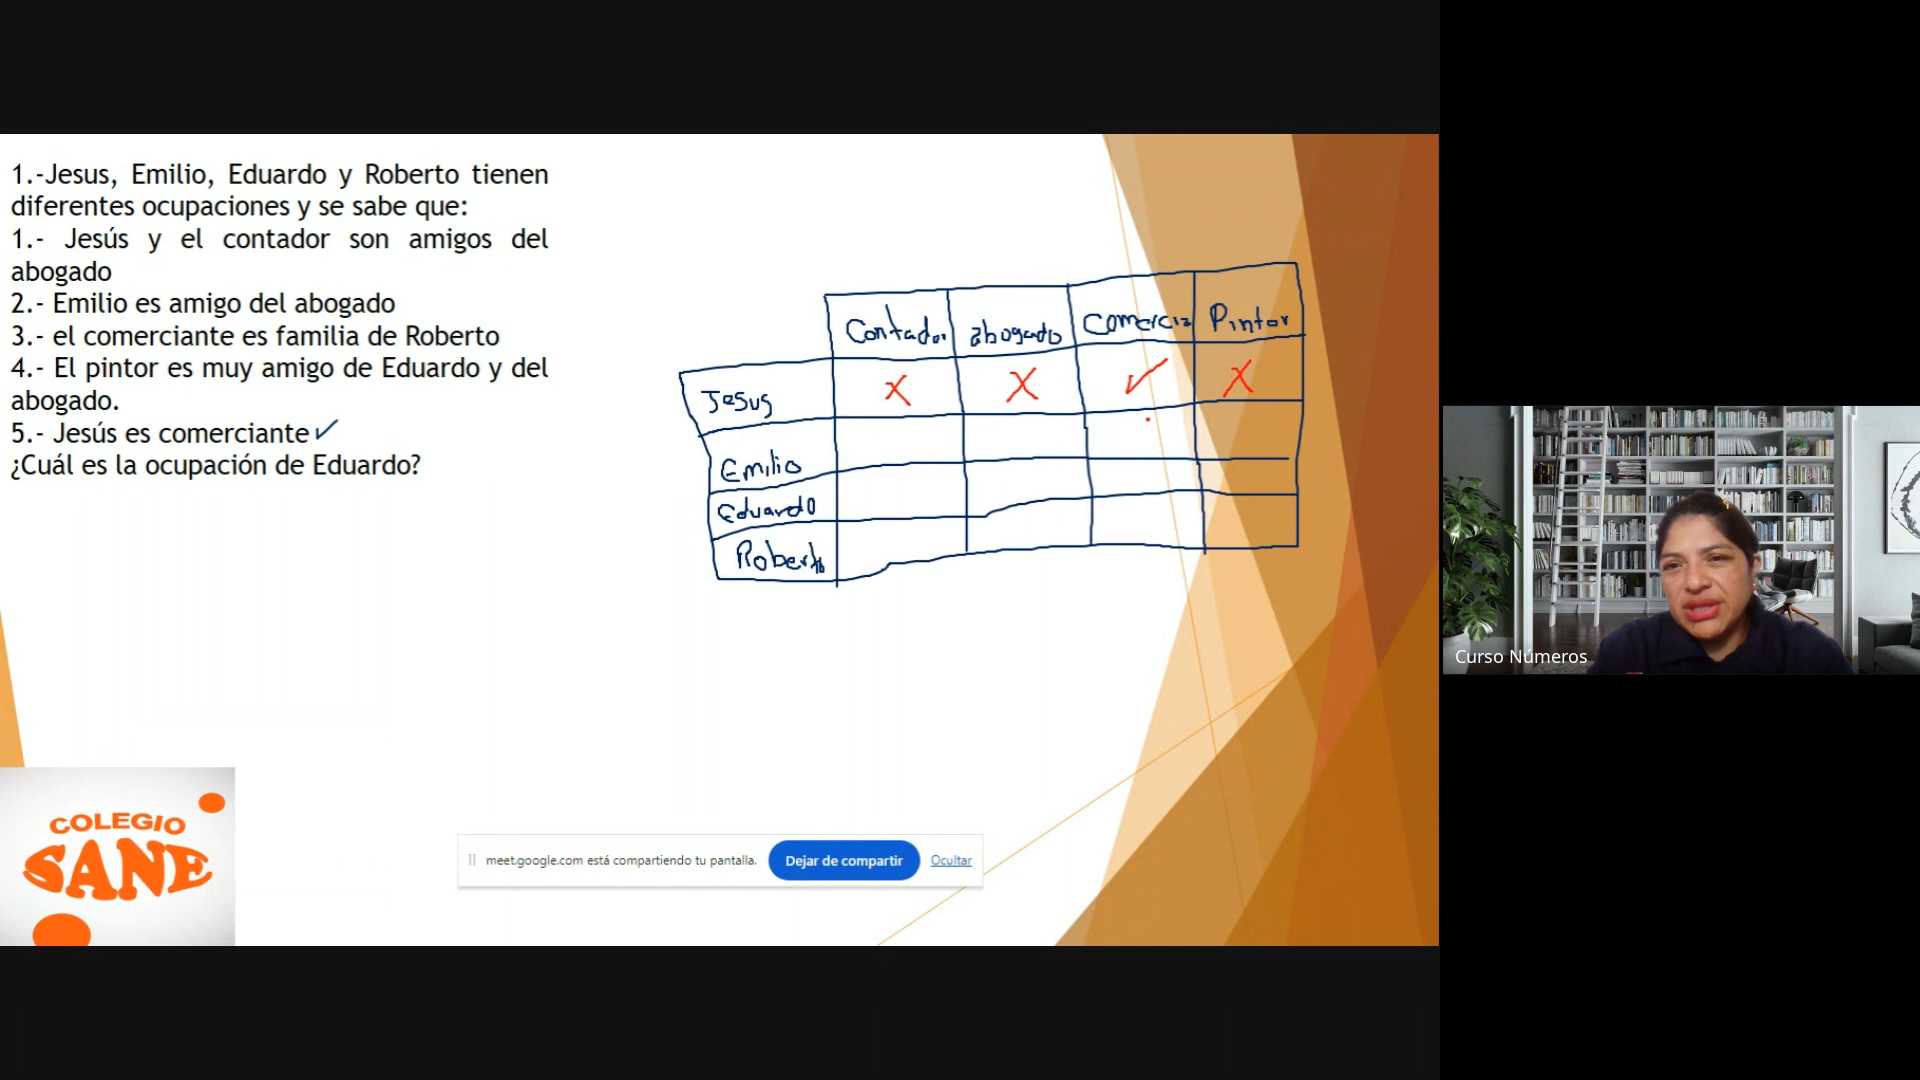 1.-Jesus, Emilio, Eduardo y Roberto tienen
diferentes ocupaciones y se sabe que:
1.- Jesús y el contador son amigos del
abogado
2.- Emilio es amigo del abogado
3.- el comerciante es familia de Roberto
4.- El pintor es muy amigo de Eduardo y del
abogado.
5.- Jesús es comerciante ✓
¿Cuál es la ocupación de Eduardo?
Contador abogado Comercia Pintor
Jesus X X ✓ X
Emilio
Eduardo
Roberto
COLEGIO
SANE
meet.google.com está compartiendo tu pantalla. Dejar de compartir Ocultar
Curso Números